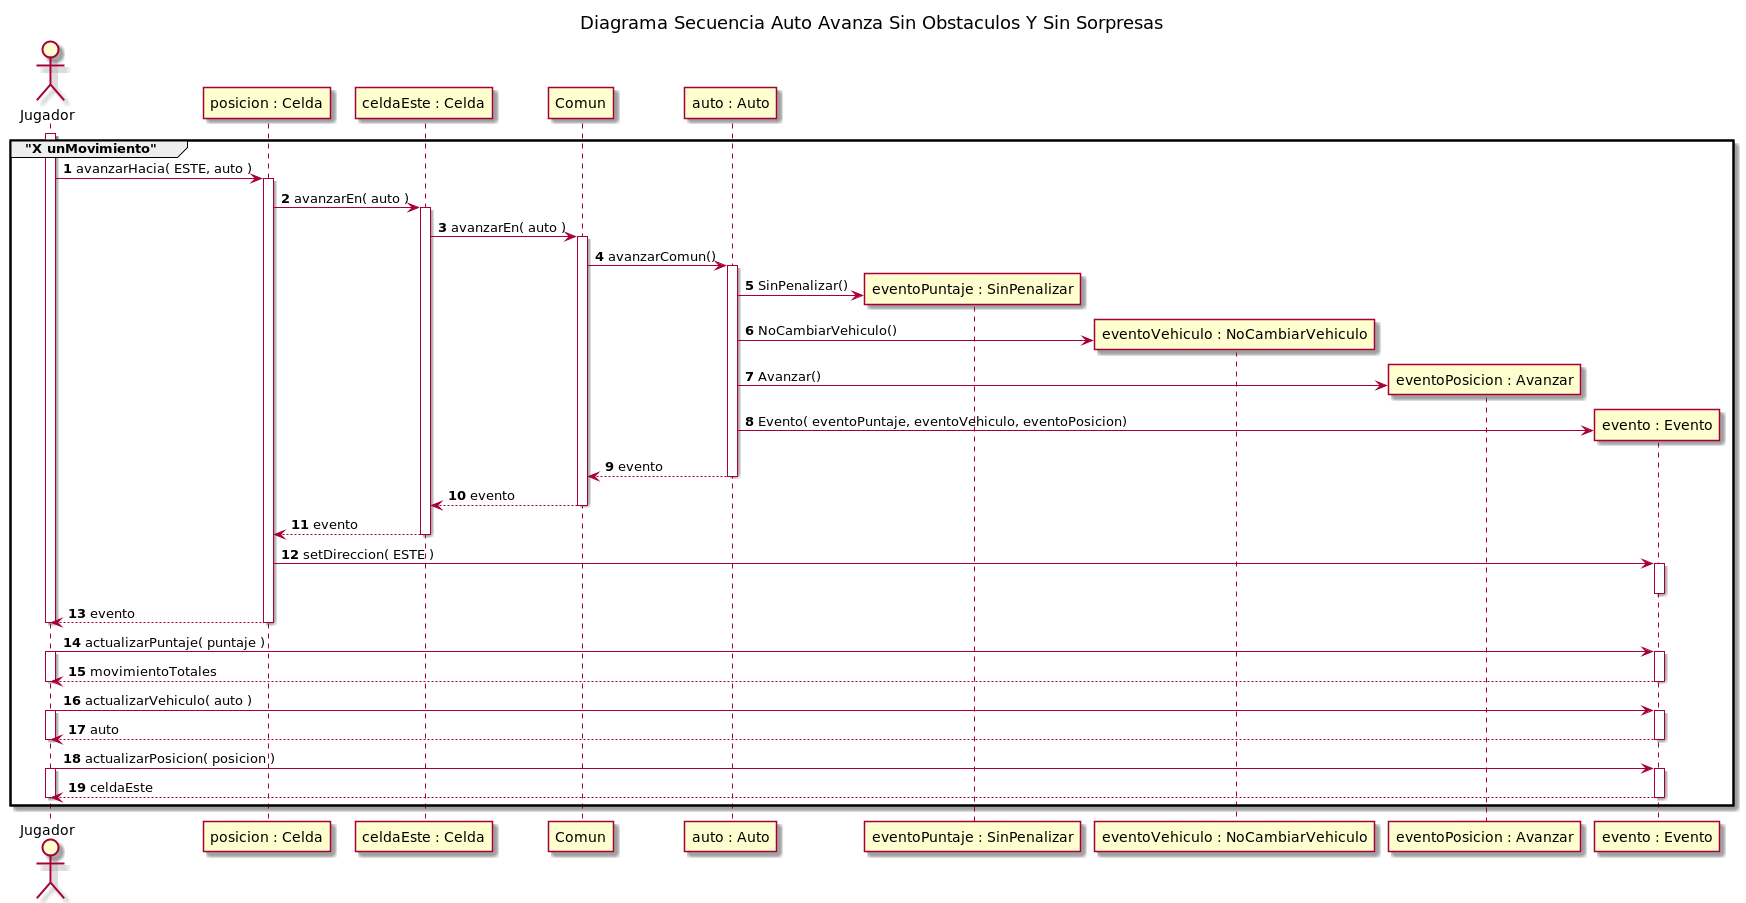 Diagrama Secuencia Auto Avanza Sin Obstaculos Y Sin Sorpresas
Jugador
posicion : Celda
celdaEste : Celda
Comun
auto : Auto
"X unMovimiento"
1 avanzarHacia( ESTE, auto )
2 avanzarEn( auto )
3 avanzarEn( auto )
4 avanzarComun()
5 SinPenalizar()
eventoPuntaje : SinPenalizar
6 NoCambiarVehiculo()
eventoVehiculo : NoCambiarVehiculo
7 Avanzar()
eventoPosicion : Avanzar
8 Evento( eventoPuntaje, eventoVehiculo, eventoPosicion)
evento : Evento
9 evento
10 evento
11 evento
12 setDireccion( ESTE )
13 evento
14 actualizarPuntaje( puntaje )
15 movimientoTotales
16 actualizarVehiculo( auto )
17 auto
18 actualizarPosicion( posicion )
19 celdaEste
Jugador
posicion : Celda
celdaEste : Celda
Comun
auto : Auto
eventoPuntaje : SinPenalizar
eventoVehiculo : NoCambiarVehiculo
eventoPosicion : Avanzar
evento : Evento